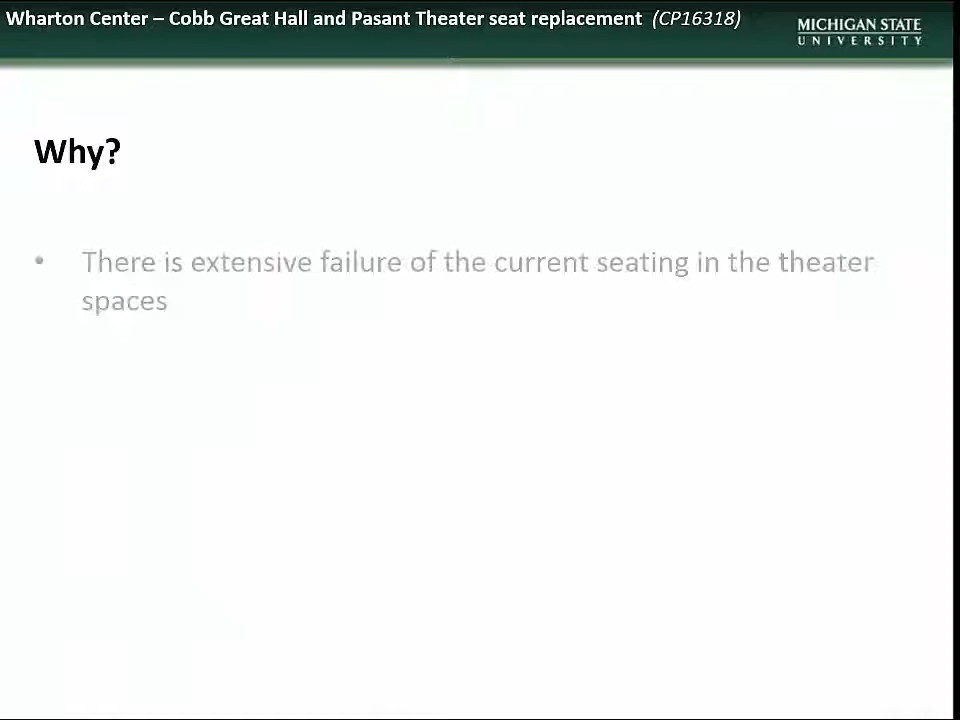 Wharton Center – Cobb Great Hall and Pasant Theater seat replacement (CP16318)
MICHIGAN STATE
UNIVERSITY
Why?
• There is extensive failure of the current seating in the theater
spaces